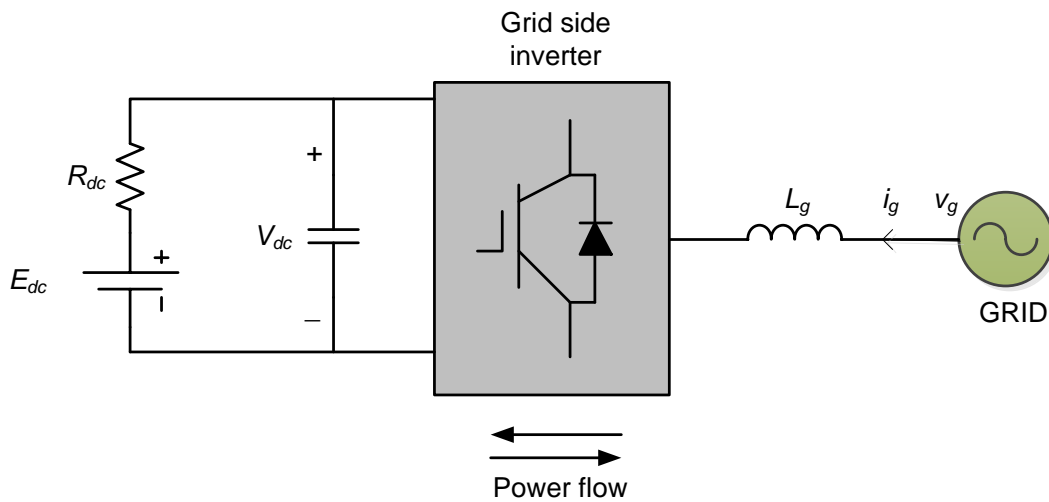 Grid side
inverter
R_dc
+
V_dc
−
E_dc
+
−
L_g
i_g
v_g
GRID
Power flow